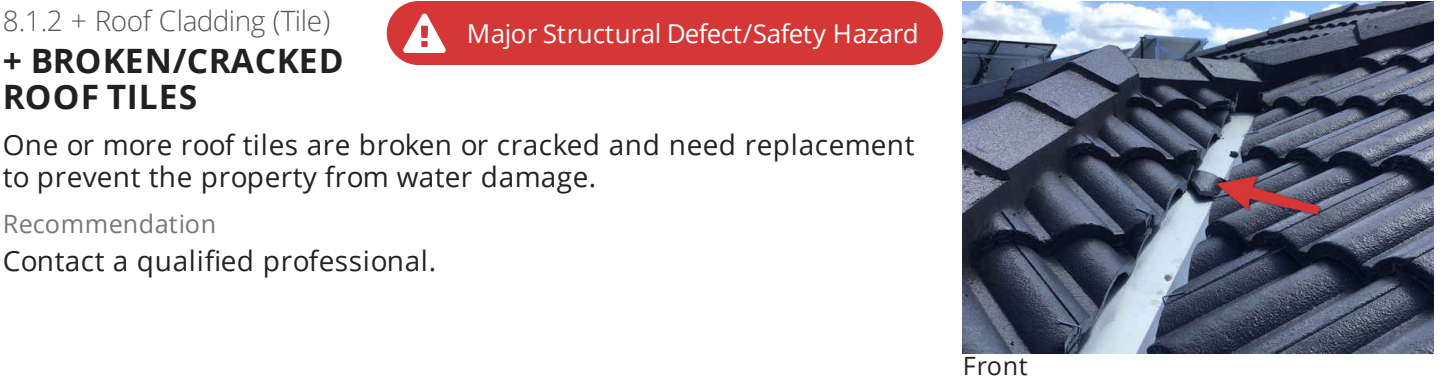 8.1.2 + Roof Cladding (Tile)
Major Structural Defect/Safety Hazard
+ BROKEN/CRACKED
ROOF TILES
One or more roof tiles are broken or cracked and need replacement
to prevent the property from water damage.
Recommendation
Contact a qualified professional.
Front